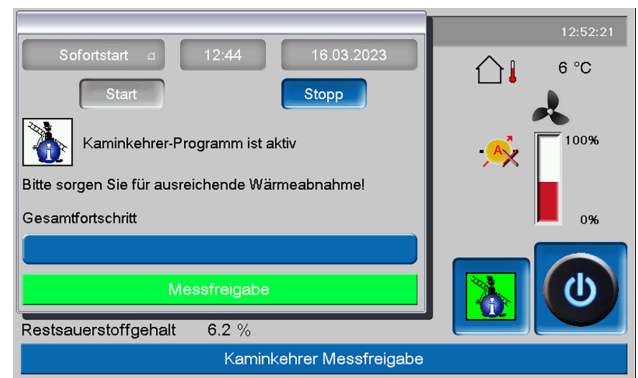 12:52:21
Sofortstart 12:44 16.03.2023
Start Stopp
6 °C
Kaminkehrer-Programm ist aktiv
100%
A
Bitte sorgen Sie für ausreichende Wärmeabnahme!
Gesamtfortschritt
0%
Messfreigabe
Restsauerstoffgehalt 6.2 %
Kaminkehrer Messfreigabe